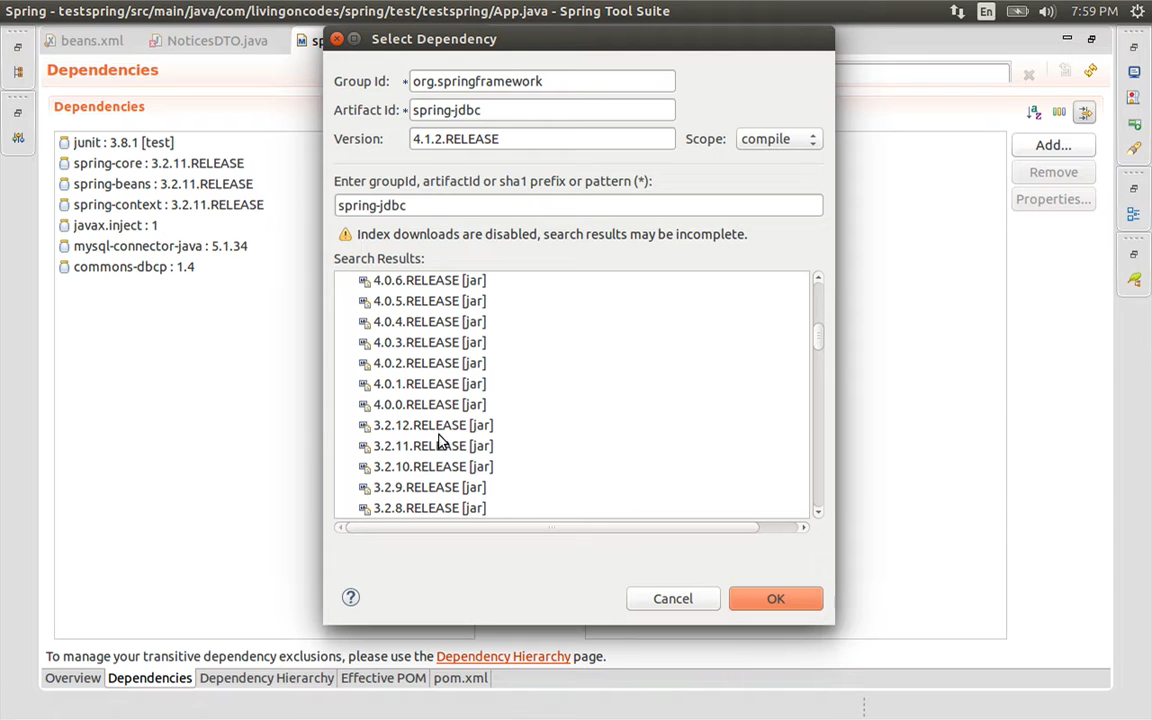 Spring - testspring/src/main/java/com/livingoncodes/spring/test/testspring/App.java - Spring Tool Suite
En
7:59 PM
beans.xml
NoticesDTO.java
sp
Select Dependency
Dependencies
Dependencies
junit : 3.8.1 [test]
spring-core : 3.2.11.RELEASE
spring-beans : 3.2.11.RELEASE
spring-context : 3.2.11.RELEASE
javax.inject : 1
mysql-connector-java : 5.1.34
commons-dbcp : 1.4
Group Id: * org.springframework
Artifact Id: * spring-jdbc
Version: 4.1.2.RELEASE Scope: compile
Enter groupId, artifactId or sha1 prefix or pattern (*):
spring-jdbc
Index downloads are disabled, search results may be incomplete.
Search Results:
4.0.6.RELEASE [jar]
4.0.5.RELEASE [jar]
4.0.4.RELEASE [jar]
4.0.3.RELEASE [jar]
4.0.2.RELEASE [jar]
4.0.1.RELEASE [jar]
4.0.0.RELEASE [jar]
3.2.12.RELEASE [jar]
3.2.11.RELEASE [jar]
3.2.10.RELEASE [jar]
3.2.9.RELEASE [jar]
3.2.8.RELEASE [jar]
?
Cancel
OK
Add...
Remove
Properties...
To manage your transitive dependency exclusions, please use the Dependency Hierarchy page.
Overview Dependencies Dependency Hierarchy Effective POM pom.xml